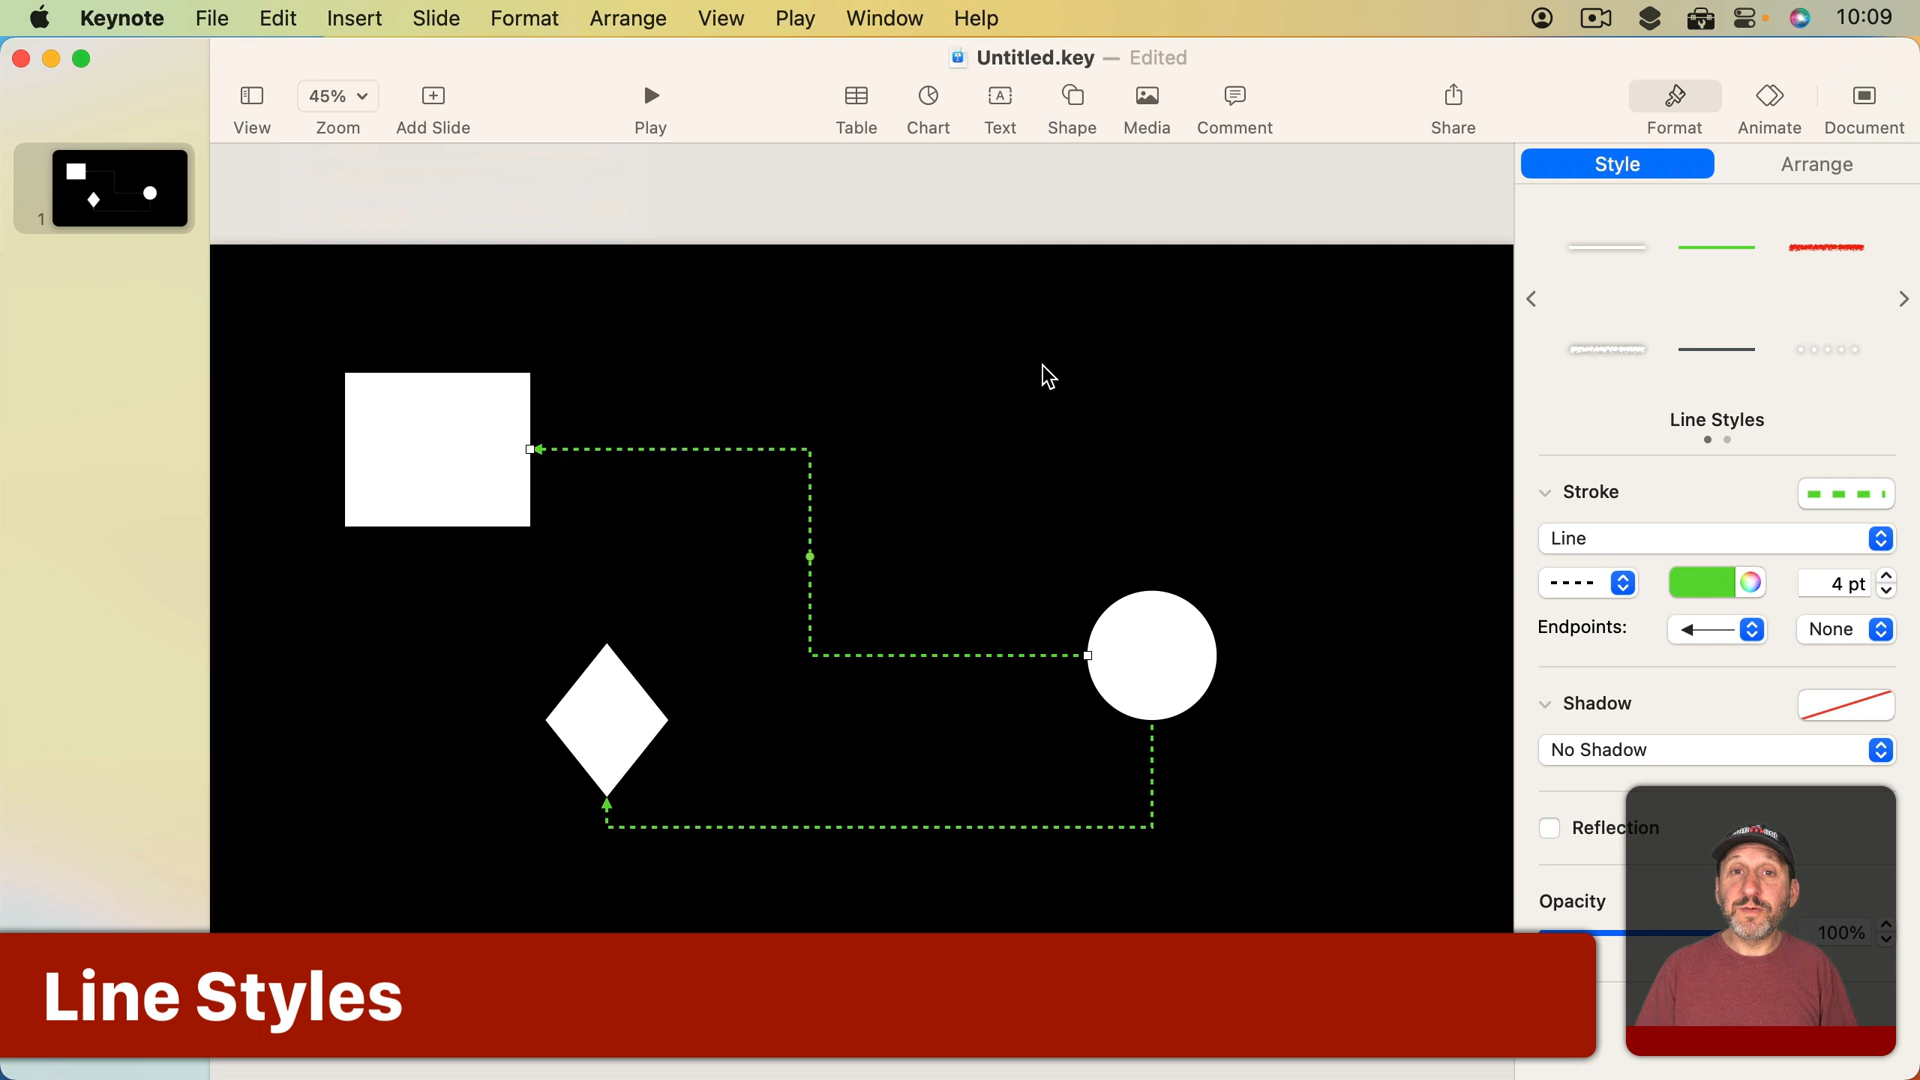 Keynote File Edit Insert Slide Format Arrange View Play Window Help 10:09
Untitled.key — Edited
45%
View Zoom Add Slide Play Table Chart A Text Shape Media Comment Share Format Animate Document
Style Arrange
1
Line Styles
Stroke
Line
4 pt
Endpoints: None
Shadow
No Shadow
Reflection
Opacity
100%
Line Styles